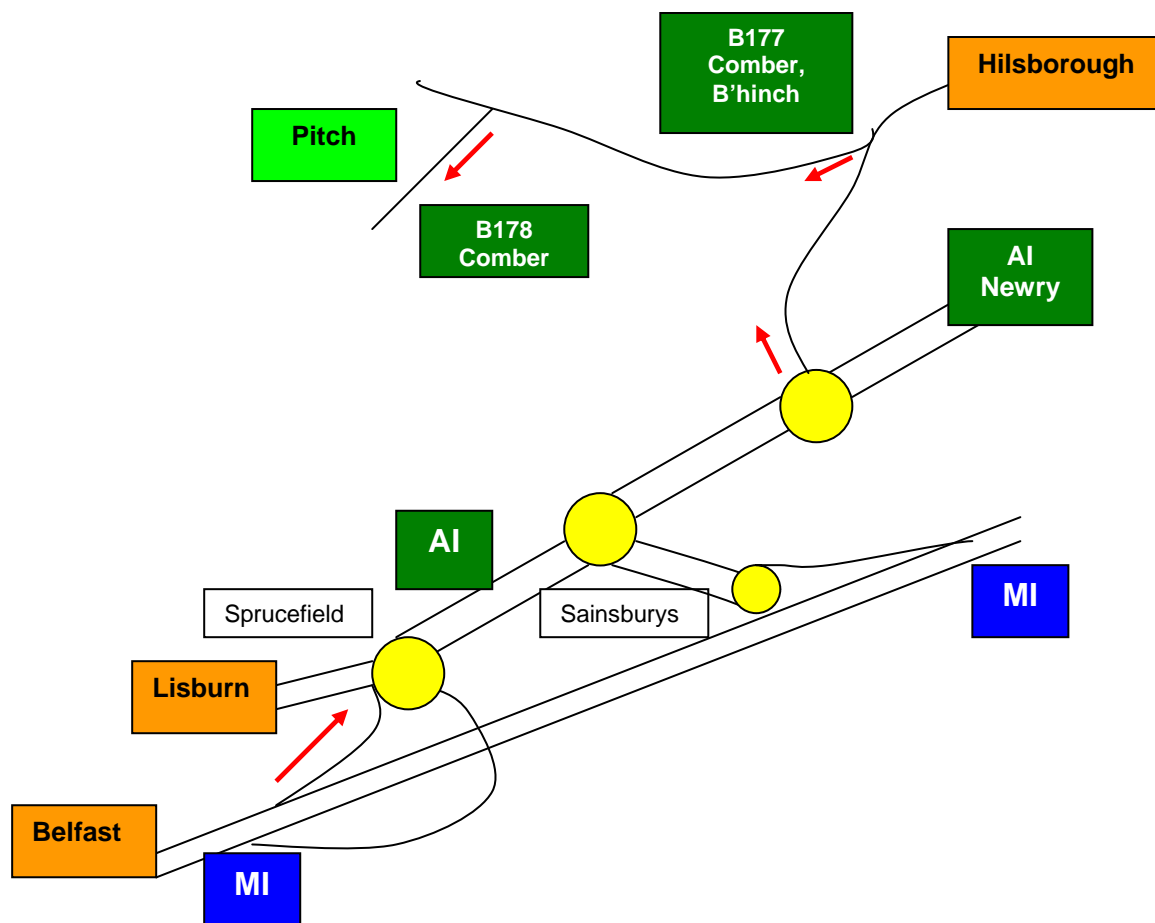 B177
Comber,
B’hinch
Hilsborough
Pitch
B178
Comber
AI
Newry
AI
Sprucefield
Sainsburys
MI
Lisburn
Belfast
MI